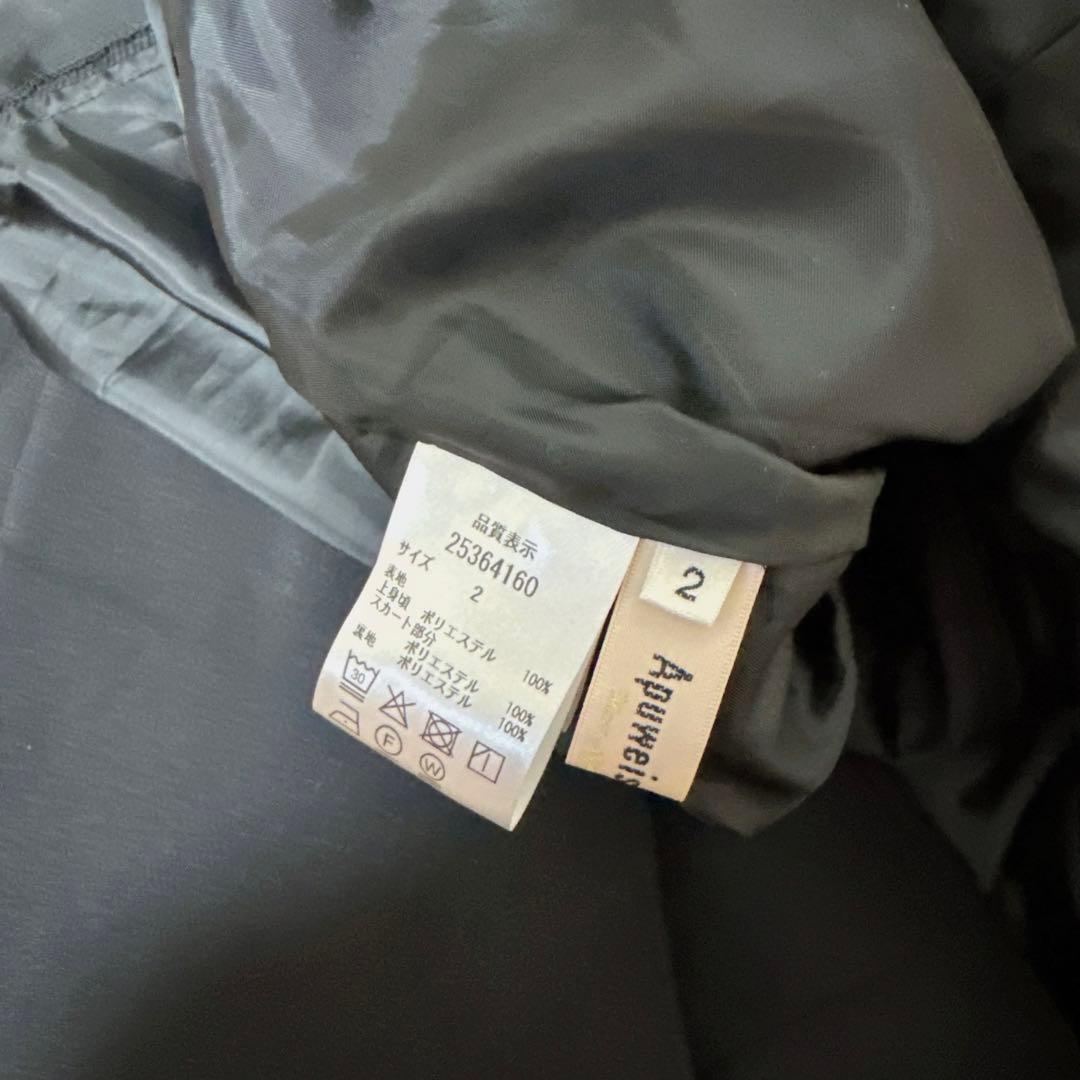 品質表示
25364160
サイズ 2
表地
上身頃 ポリエステル 100%
スカート部分
ポリエステル 100%
裏地 ポリエステル 100%
30
F
W
2
Apuweis